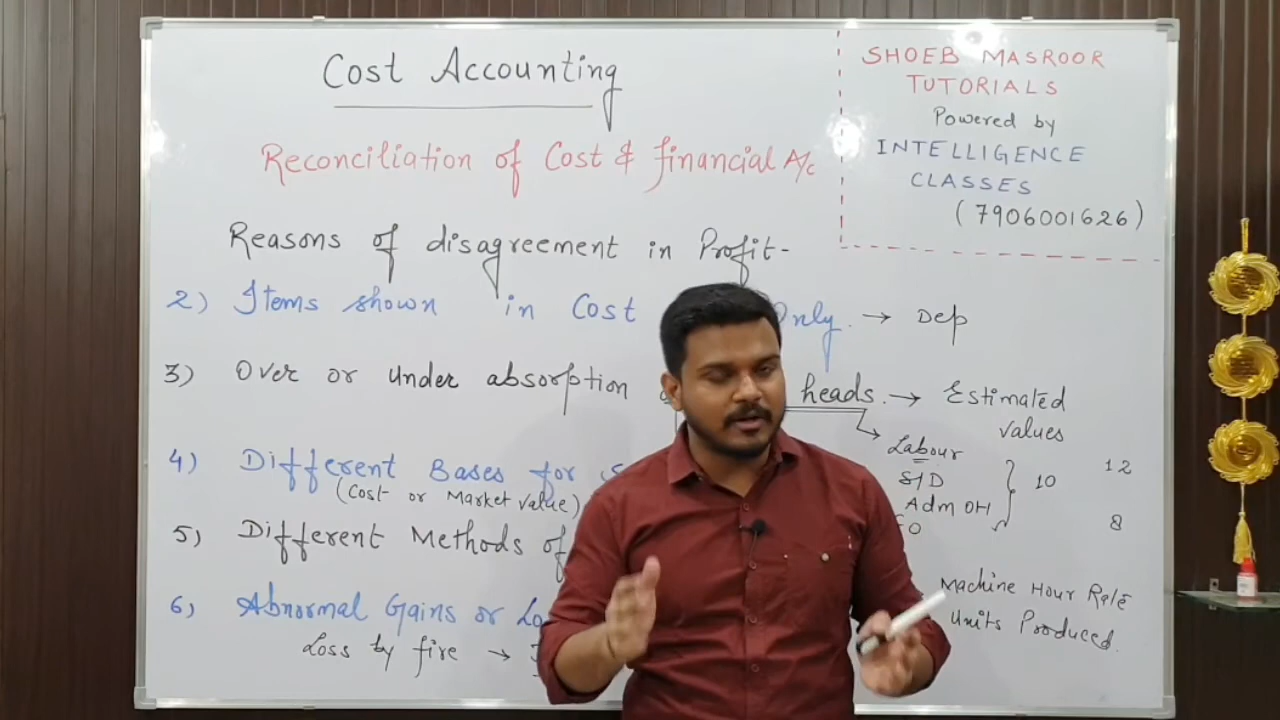 Cost Accounting
Reconciliation of Cost & financial A/c
SHOEB MASROOR
TUTORIALS
Powered by
INTELLIGENCE
CLASSES
(7906001626)
Reasons of disagreement in Profit-
2) Items shown in Cost Only. → Dep
3) Over or under absorption heads. → Estimated
values
Labour
S/D
Adm OH
FO
10
12
8
4) Different Bases for
(Cost or Market value)
5) Different Methods of
Machine Hour Rate
Units Produced.
6) Abnormal Gains or
Loss by fire →